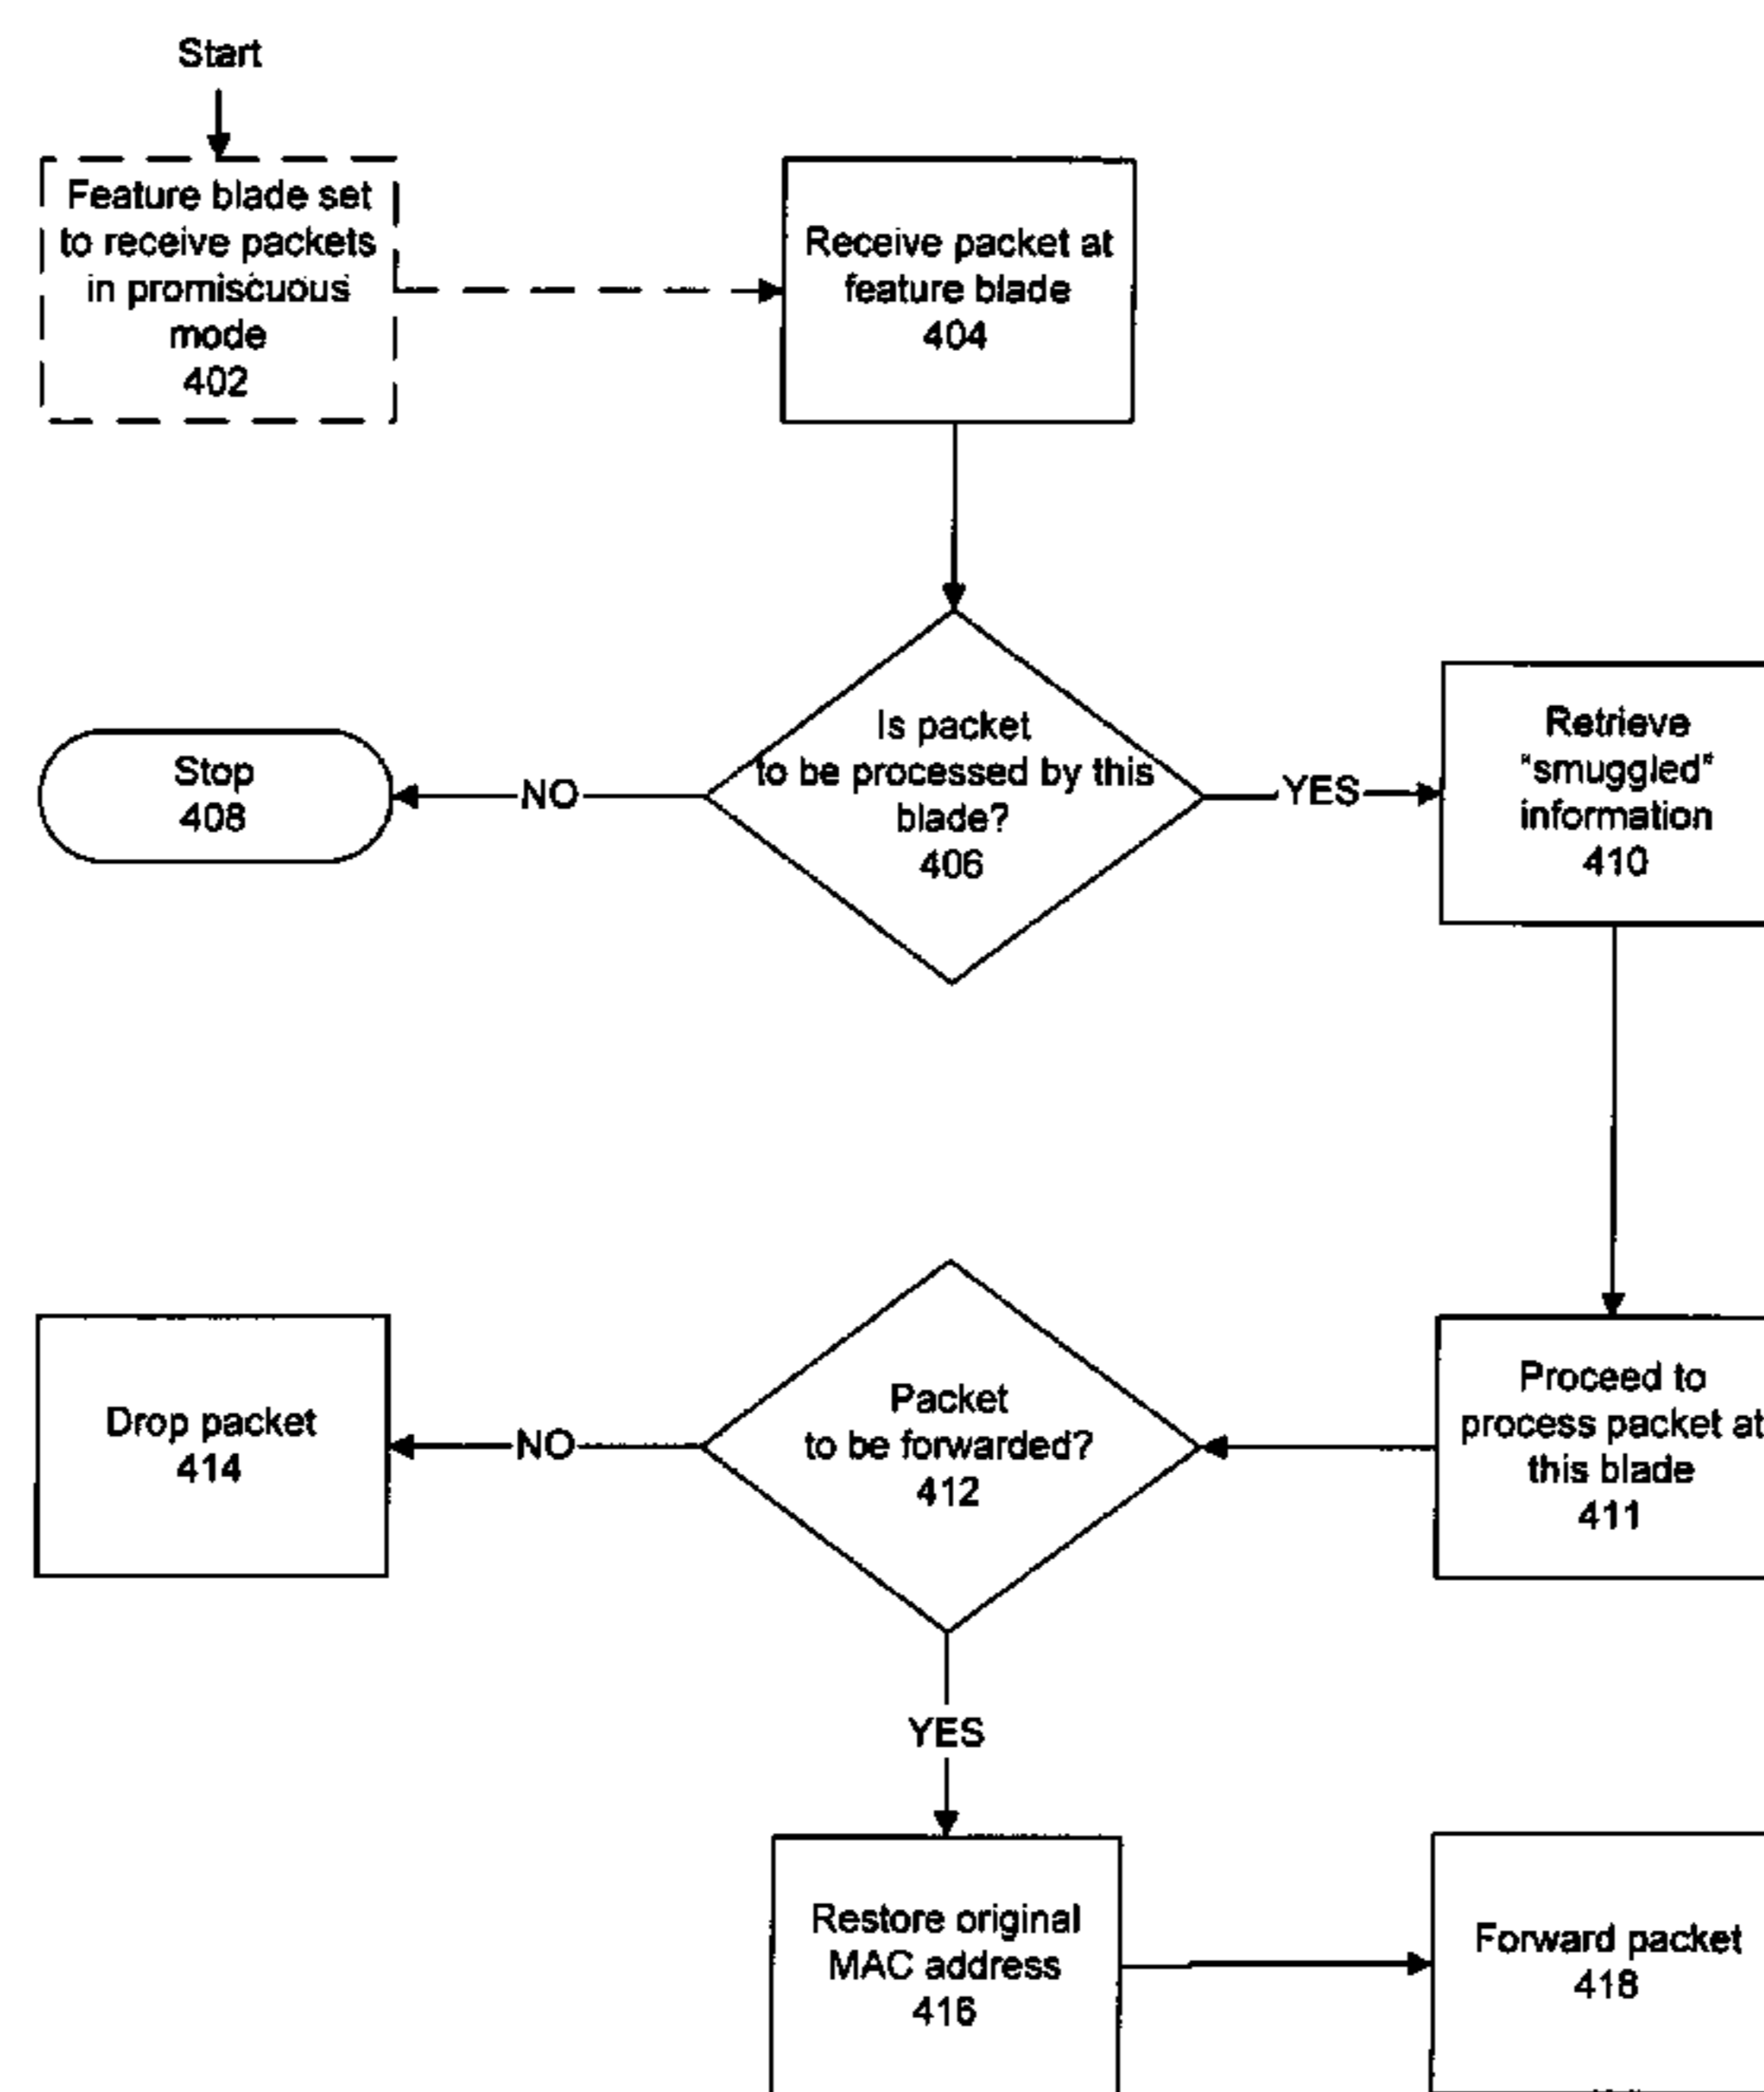 Start
Feature blade set
to receive packets
in promiscuous
mode
402
Receive packet at
feature blade
404
Is packet
to be processed by this
blade?
406
NO
Stop
408
YES
Retrieve
"smuggled"
information
410
Proceed to
process packet at
this blade
411
Packet
to be forwarded?
412
NO
Drop packet
414
YES
Restore original
MAC address
416
Forward packet
418